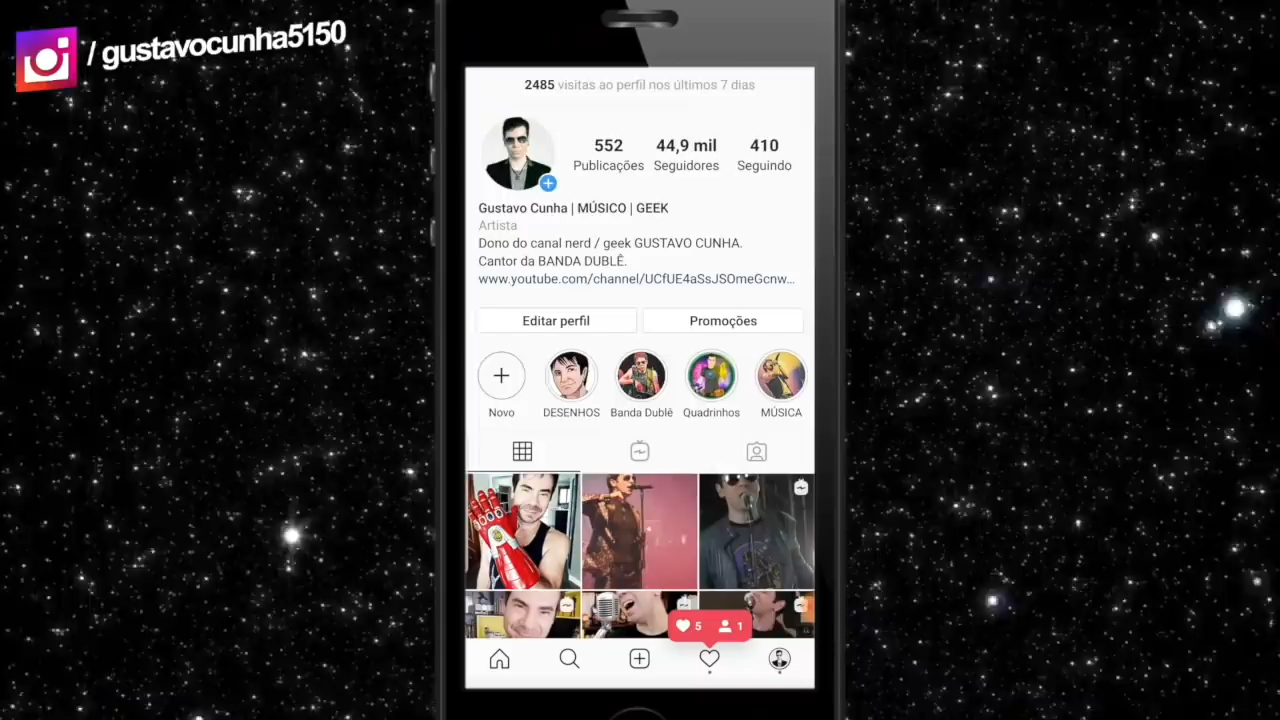 / gustavocunha5150
2485 visitas ao perfil nos últimos 7 dias
552 44,9 mil 410
Publicações Seguidores Seguindo
Gustavo Cunha | MÚSICO | GEEK
Artista
Dono do canal nerd / geek GUSTAVO CUNHA.
Cantor da BANDA DUBLÊ.
www.youtube.com/channel/UCfUE4aSsJSOmeGcnw...
Editar perfil Promoções
Novo DESENHOS Banda Dublê Quadrinhos MÚSICA
5 1